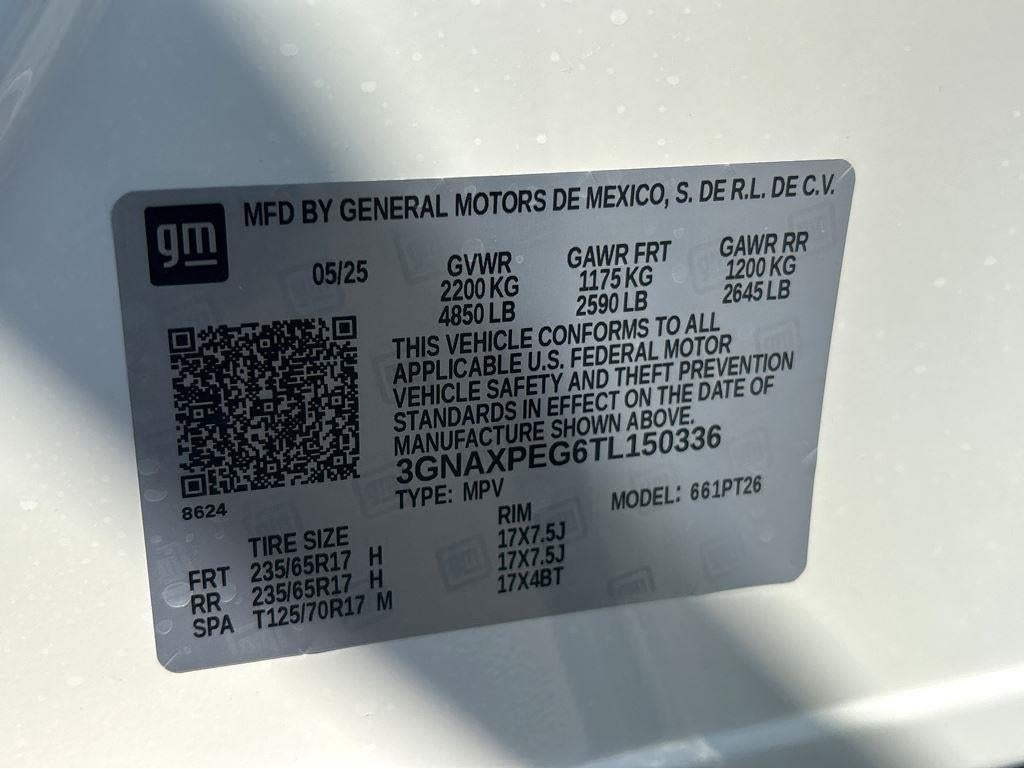 gm
MFD BY GENERAL MOTORS DE MEXICO, S. DE R.L. DE C.V.
05/25
GVWR
2200 KG
4850 LB
GAWR FRT
1175 KG
2590 LB
GAWR RR
1200 KG
2645 LB
THIS VEHICLE CONFORMS TO ALL
APPLICABLE U.S. FEDERAL MOTOR
VEHICLE SAFETY AND THEFT PREVENTION
STANDARDS IN EFFECT ON THE DATE OF
MANUFACTURE SHOWN ABOVE.
3GNAXPEG6TL150336
TYPE: MPV MODEL: 661PT26
8624
TIRE SIZE RIM
FRT 235/65R17 H 17X7.5J
RR 235/65R17 H 17X7.5J
SPA T125/70R17 M 17X4BT